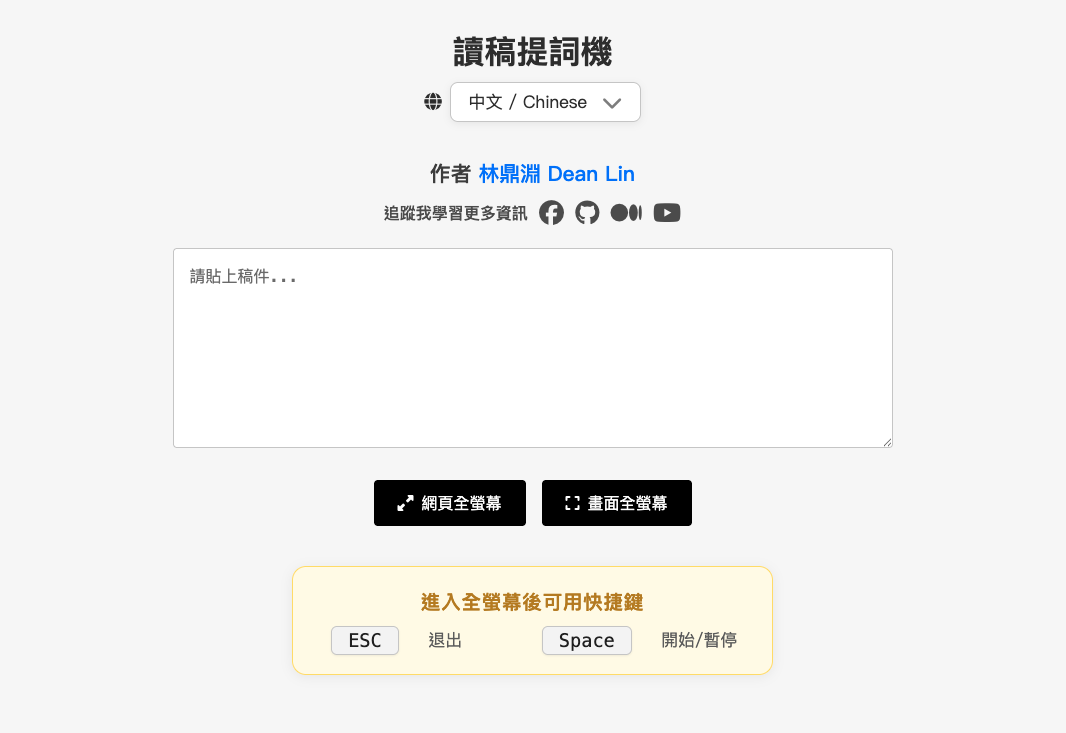 讀稿提詞機
中文 / Chinese
作者 林鼎淵 Dean Lin
追蹤我學習更多資訊
請貼上稿件...
網頁全螢幕 畫面全螢幕
進入全螢幕後可用快捷鍵
ESC 退出 Space 開始/暫停